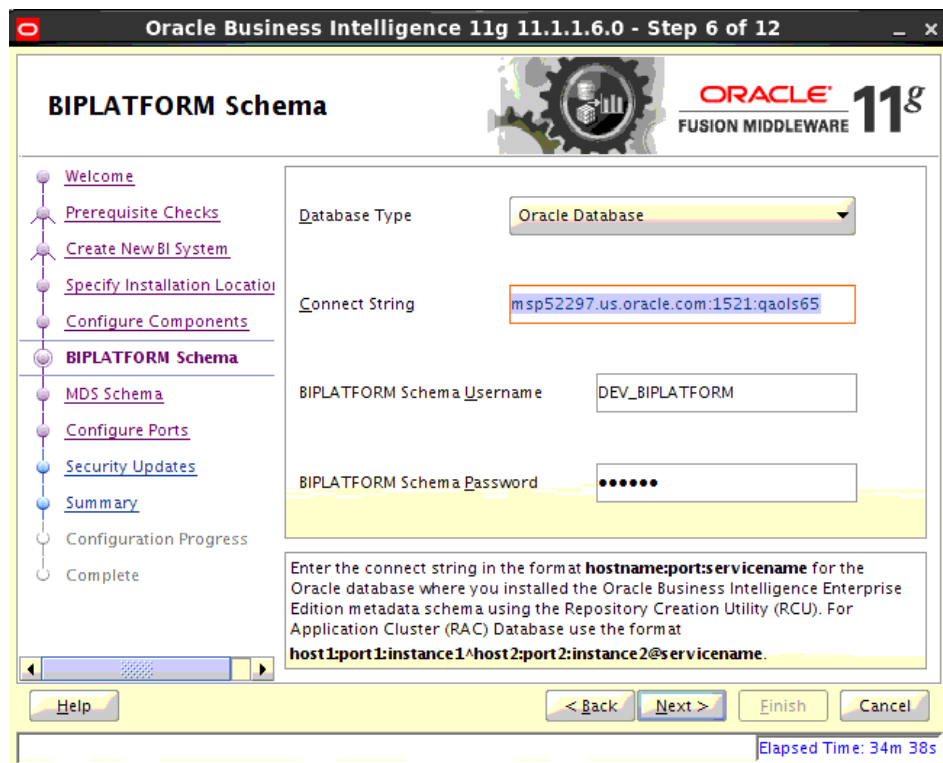 Oracle Business Intelligence 11g 11.1.1.6.0 - Step 6 of 12
BIPLATFORM Schema
ORACLE
FUSION MIDDLEWARE
11g
Welcome
Prerequisite Checks
Create New BI System
Specify Installation Location
Configure Components
BIPLATFORM Schema
MDS Schema
Configure Ports
Security Updates
Summary
Configuration Progress
Complete
Database Type
Oracle Database
Connect String
msp52297.us.oracle.com:1521:qaols65
BIPLATFORM Schema Username
DEV_BIPLATFORM
BIPLATFORM Schema Password
••••••
Enter the connect string in the format hostname:port:servicename for the
Oracle database where you installed the Oracle Business Intelligence Enterprise
Edition metadata schema using the Repository Creation Utility (RCU). For
Application Cluster (RAC) Database use the format
host1:port1:instance1^host2:port2:instance2@servicename.
Help
< Back
Next >
Finish
Cancel
Elapsed Time: 34m 38s